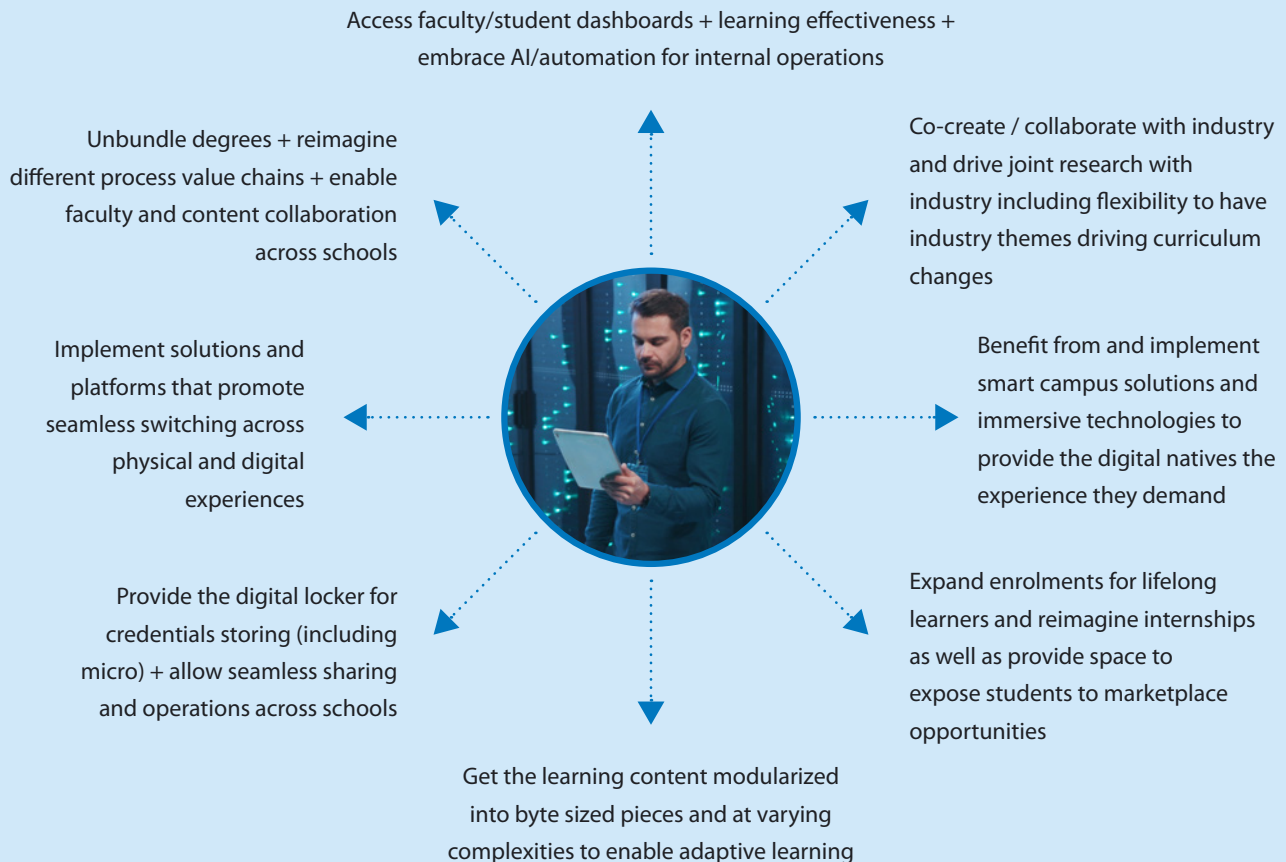 Access faculty/student dashboards + learning effectiveness +
embrace AI/automation for internal operations
Unbundle degrees + reimagine
different process value chains + enable
faculty and content collaboration
across schools
Co-create / collaborate with industry
and drive joint research with
industry including flexibility to have
industry themes driving curriculum
changes
Implement solutions and
platforms that promote
seamless switching across
physical and digital
experiences
Benefit from and implement
smart campus solutions and
immersive technologies to
provide the digital natives the
experience they demand
Provide the digital locker for
credentials storing (including
micro) + allow seamless sharing
and operations across schools
Expand enrolments for lifelong
learners and reimagine internships
as well as provide space to
expose students to marketplace
opportunities
Get the learning content modularized
into byte sized pieces and at varying
complexities to enable adaptive learning